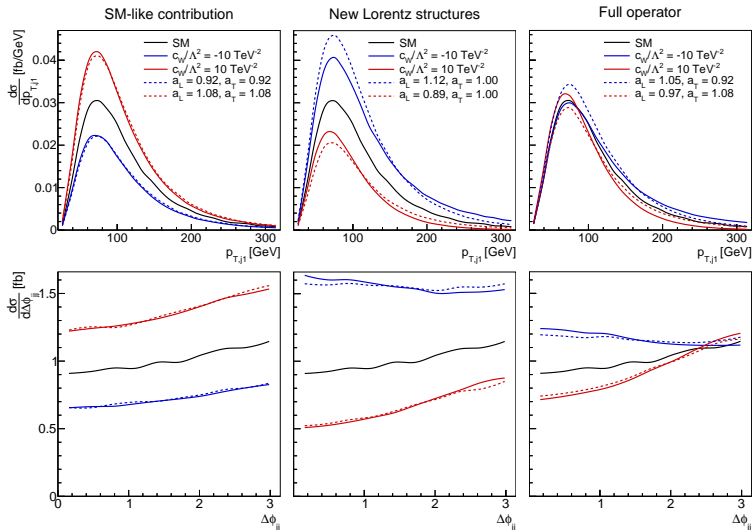 SM-like contribution
New Lorentz structures
Full operator
dσ/dp_T,j1 [fb/GeV]
0.04
0.03
0.02
0.01
0
SM
c_W/Λ² = -10 TeV⁻²
c_W/Λ² = 10 TeV⁻²
a_L = 0.92, a_T = 0.92
a_L = 1.08, a_T = 1.08
SM
c_W/Λ² = -10 TeV⁻²
c_W/Λ² = 10 TeV⁻²
a_L = 1.12, a_T = 1.00
a_L = 0.89, a_T = 1.00
SM
c_W/Λ² = -10 TeV⁻²
c_W/Λ² = 10 TeV⁻²
a_L = 1.05, a_T = 0.92
a_L = 0.97, a_T = 1.08
100 200 300
p_T,j1 [GeV]
100 200 300
p_T,j1 [GeV]
100 200 300
p_T,j1 [GeV]
dσ/dΔϕ_jj [fb]
1.5
1
0.5
0
0 1 2 3
Δϕ_jj
1 2 3
Δϕ_jj
1 2 3
Δϕ_jj